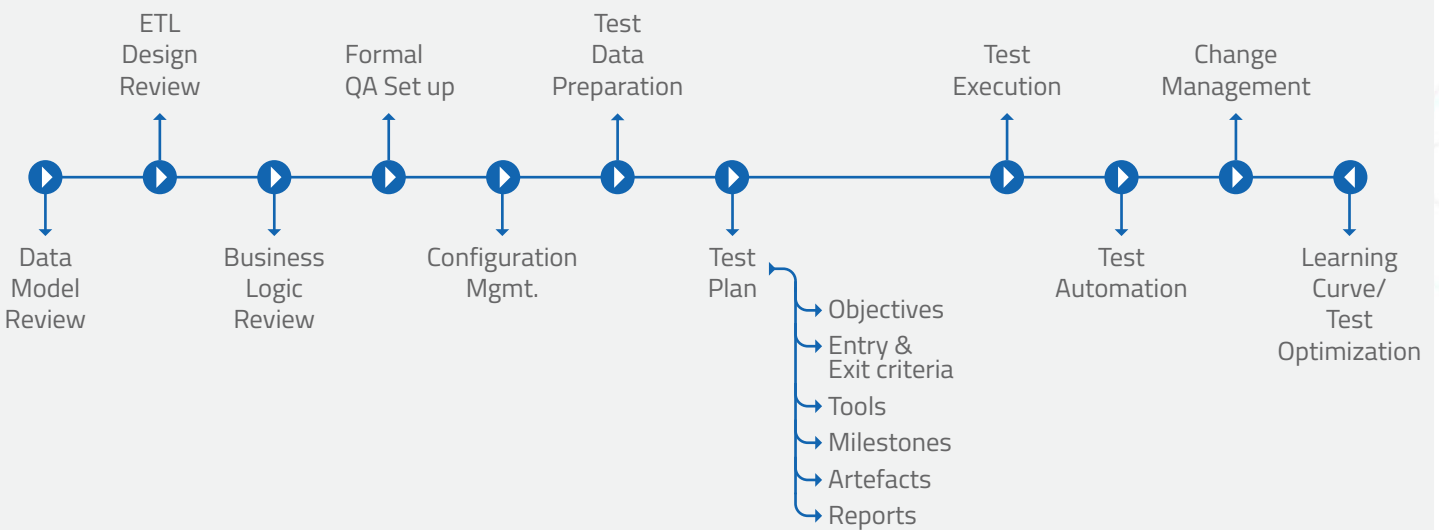 ETL
Design
Review
Formal
QA Set up
Test
Data
Preparation
Test
Execution
Change
Management
Data
Model
Review
Business
Logic
Review
Configuration
Mgmt.
Test
Plan
Objectives
Entry &
Exit criteria
Tools
Milestones
Artefacts
Reports
Test
Automation
Learning
Curve/
Test
Optimization